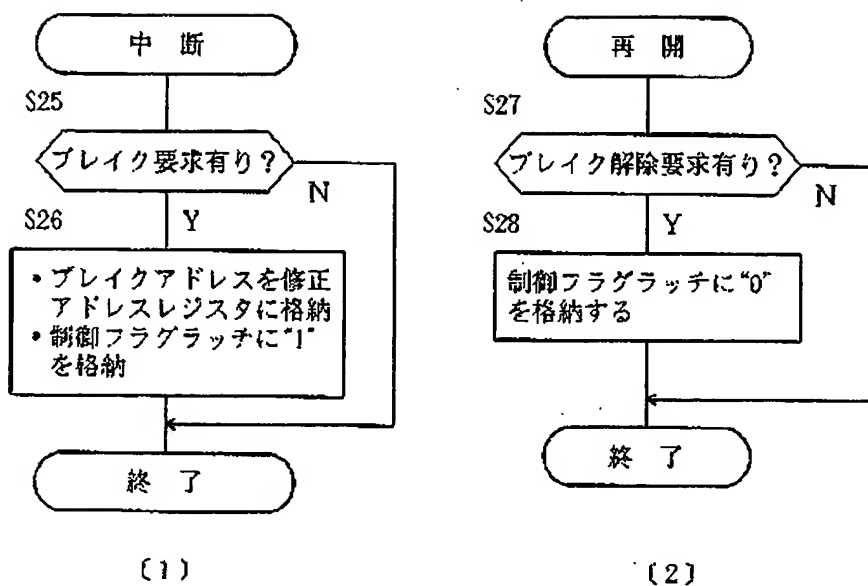 中 断
S25
ブレイク要求有り?
N
S26
Y
• ブレイクアドレスを修正
アドレスレジスタに格納
• 制御フラグラッチに"1"
を格納
終 了
(1)
再 開
S27
ブレイク解除要求有り?
N
S28
Y
制御フラグラッチに"0"
を格納する
終 了
(2)